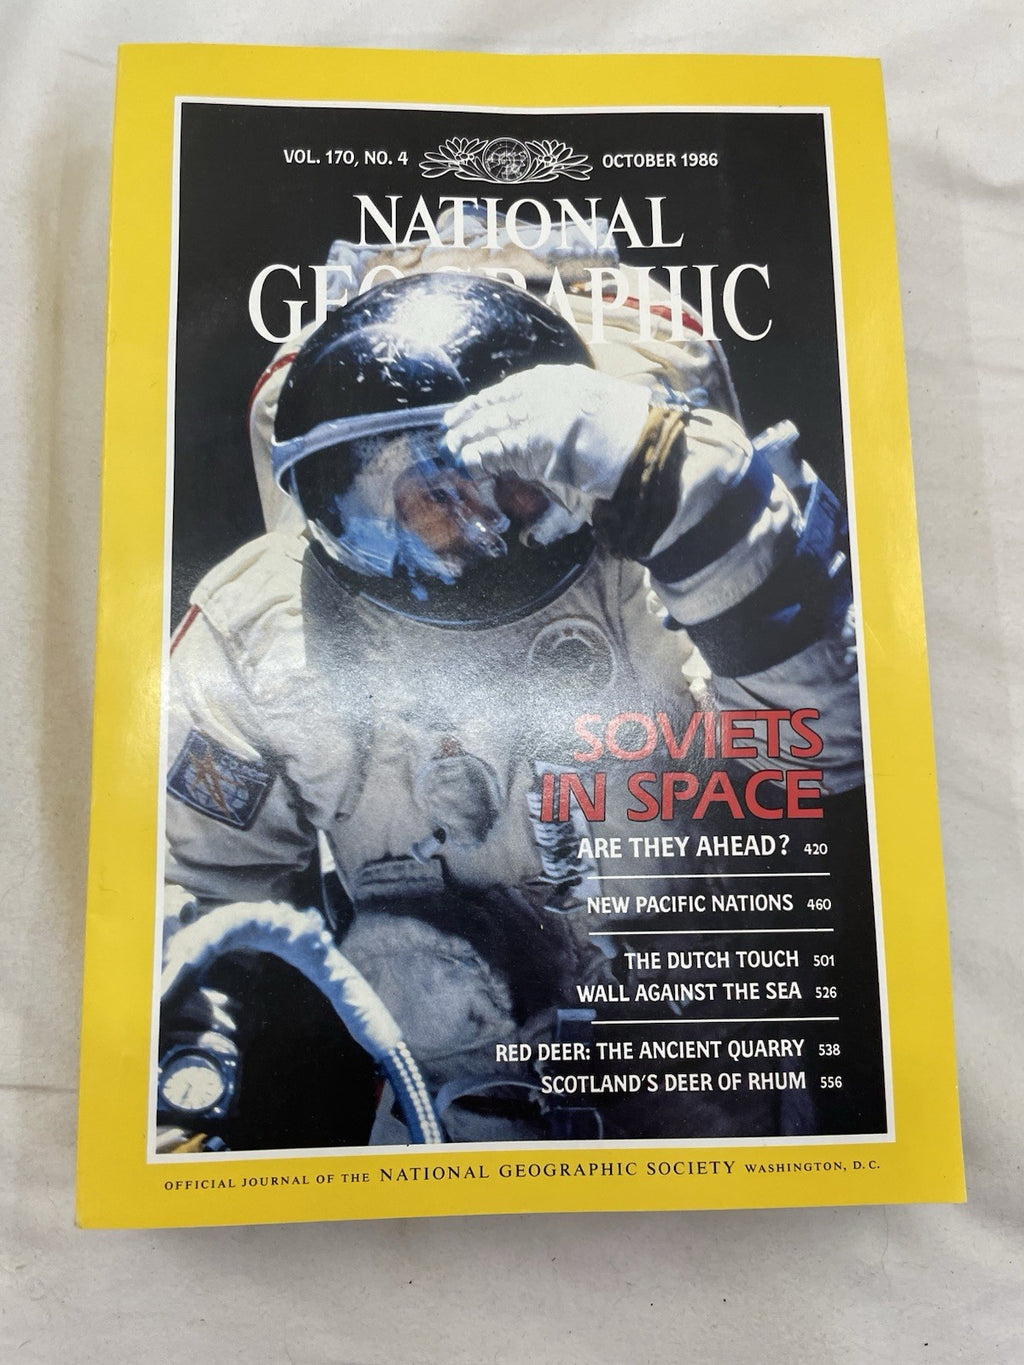 VOL. 170, NO. 4 OCTOBER 1986
NATIONAL
GEOGRAPHIC
SOVIETS
IN SPACE
ARE THEY AHEAD? 420
NEW PACIFIC NATIONS 460
THE DUTCH TOUCH 501
WALL AGAINST THE SEA 526
RED DEER: THE ANCIENT QUARRY 538
SCOTLAND'S DEER OF RHUM 556
OFFICIAL JOURNAL OF THE NATIONAL GEOGRAPHIC SOCIETY WASHINGTON, D.C.